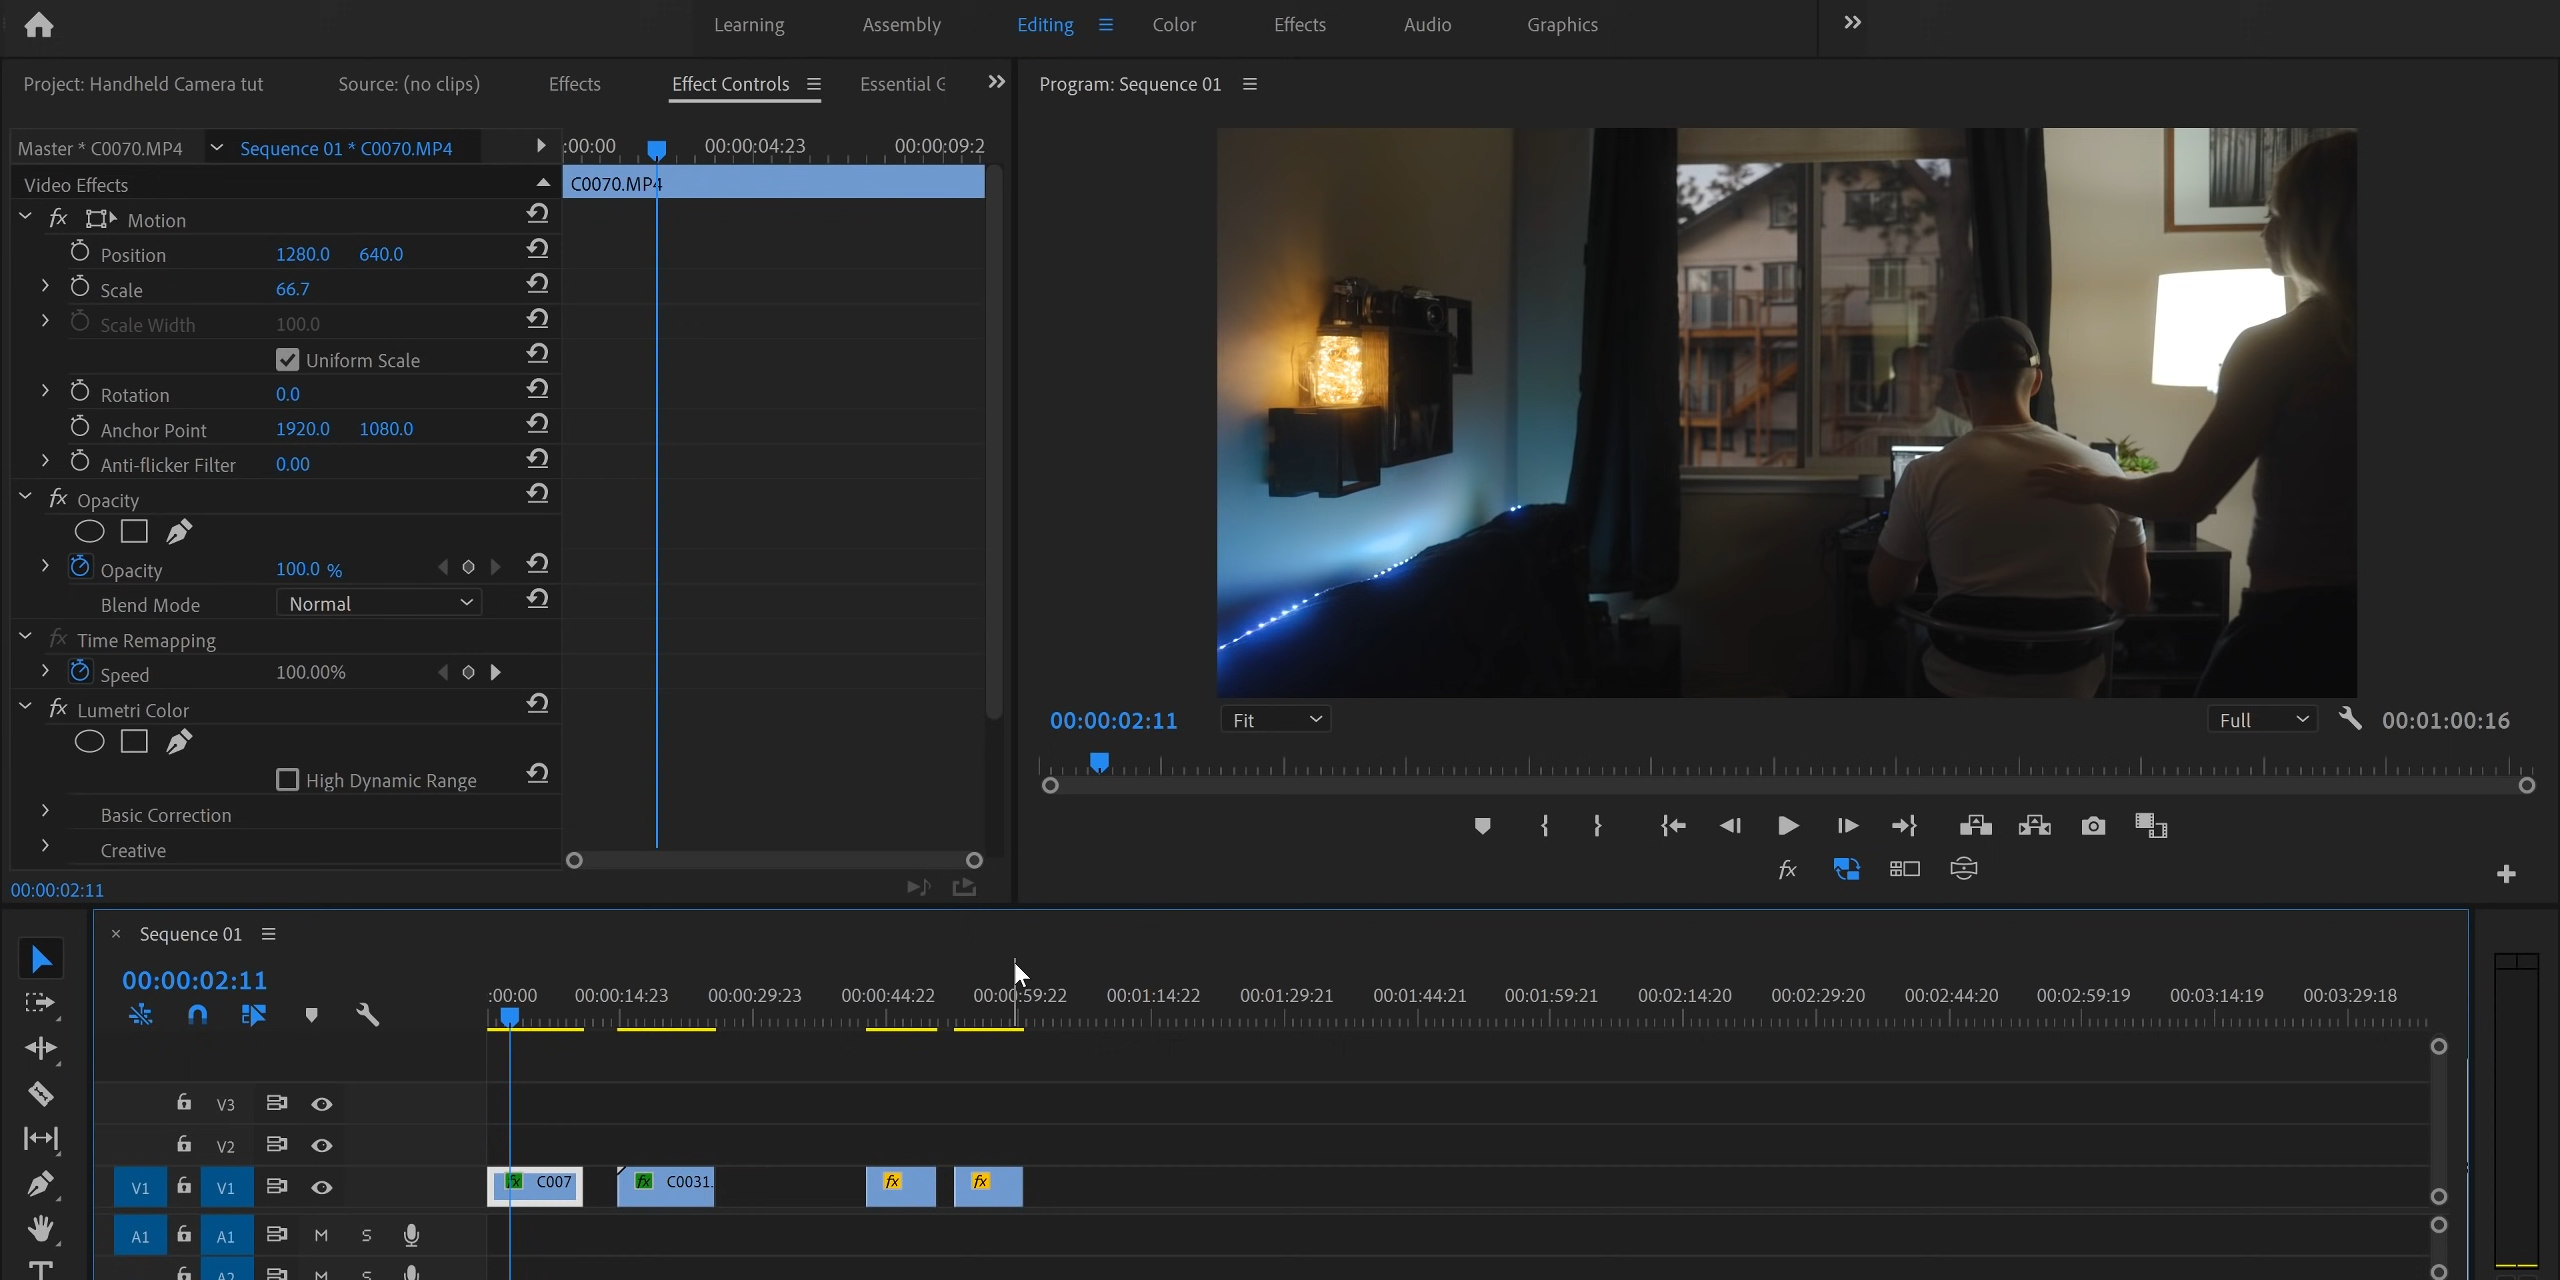 Learning Assembly Editing Color Effects Audio Graphics
Project: Handheld Camera tut Source: (no clips) Effects Effect Controls Essential G
Program: Sequence 01
Master * C0070.MP4 Sequence 01 * C0070.MP4
:00:00 00:00:04:23 00:00:09:2
Video Effects
C0070.MP4
fx Motion
Position 1280.0 640.0
Scale 66.7
Scale Width 100.0
Uniform Scale
Rotation 0.0
Anchor Point 1920.0 1080.0
Anti-flicker Filter 0.00
fx Opacity
Opacity 100.0 %
Blend Mode Normal
fx Time Remapping
Speed 100.00%
fx Lumetri Color
High Dynamic Range
Basic Correction
Creative
00:00:02:11
00:00:02:11 Fit Full 00:01:00:16
fx
Sequence 01
00:00:02:11
:00:00 00:00:14:23 00:00:29:23 00:00:44:22 00:00:59:22 00:01:14:22 00:01:29:21 00:01:44:21 00:01:59:21 00:02:14:20 00:02:29:20 00:02:44:20 00:02:59:19 00:03:14:19 00:03:29:18
V3
V2
V1 V1 fx C007 fx C0031. fx fx
A1 A1 M S
A2 M S